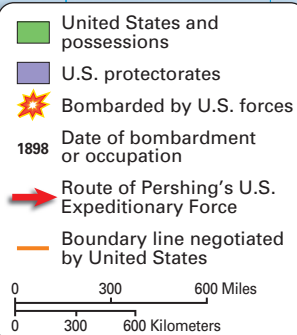 United States and
possessions
U.S. protectorates
Bombarded by U.S. forces
1898 Date of bombardment
or occupation
Route of Pershing's U.S.
Expeditionary Force
Boundary line negotiated
by United States
0 300 600 Miles
0 300 600 Kilometers